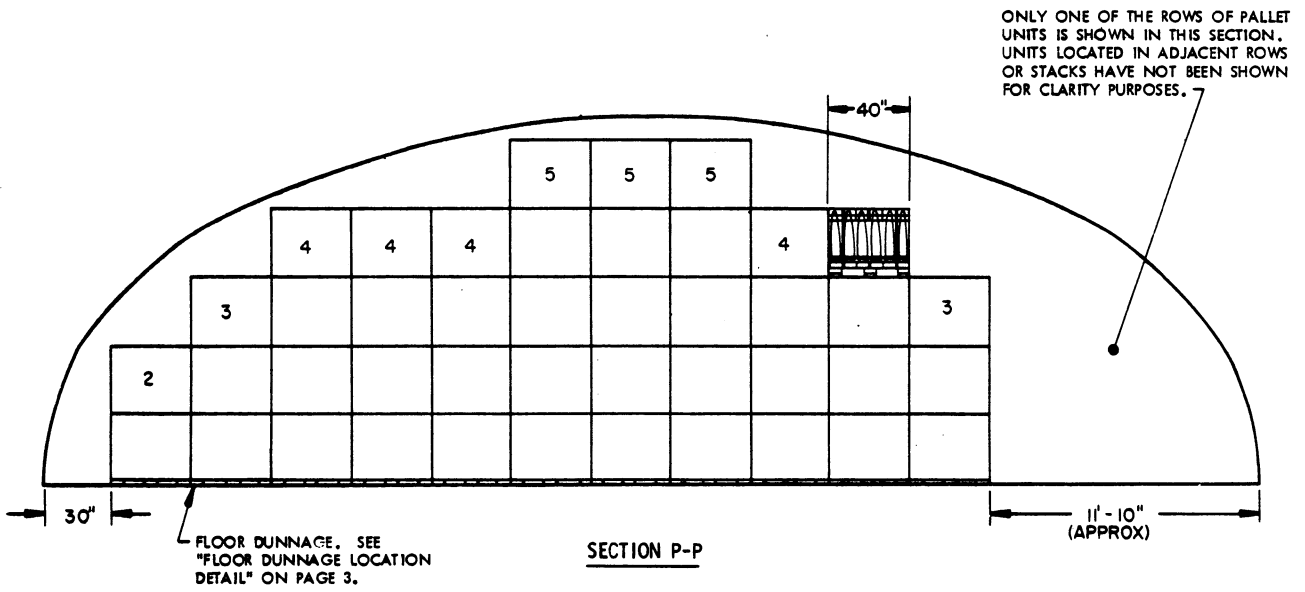 ONLY ONE OF THE ROWS OF PALLET
UNITS IS SHOWN IN THIS SECTION.
UNITS LOCATED IN ADJACENT ROWS
OR STACKS HAVE NOT BEEN SHOWN
FOR CLARITY PURPOSES.
40"
5 5 5
4 4 4 4
3 3
2
30"
11'-10"
(APPROX)
FLOOR DUNNAGE. SEE
"FLOOR DUNNAGE LOCATION
DETAIL" ON PAGE 3.
SECTION P-P